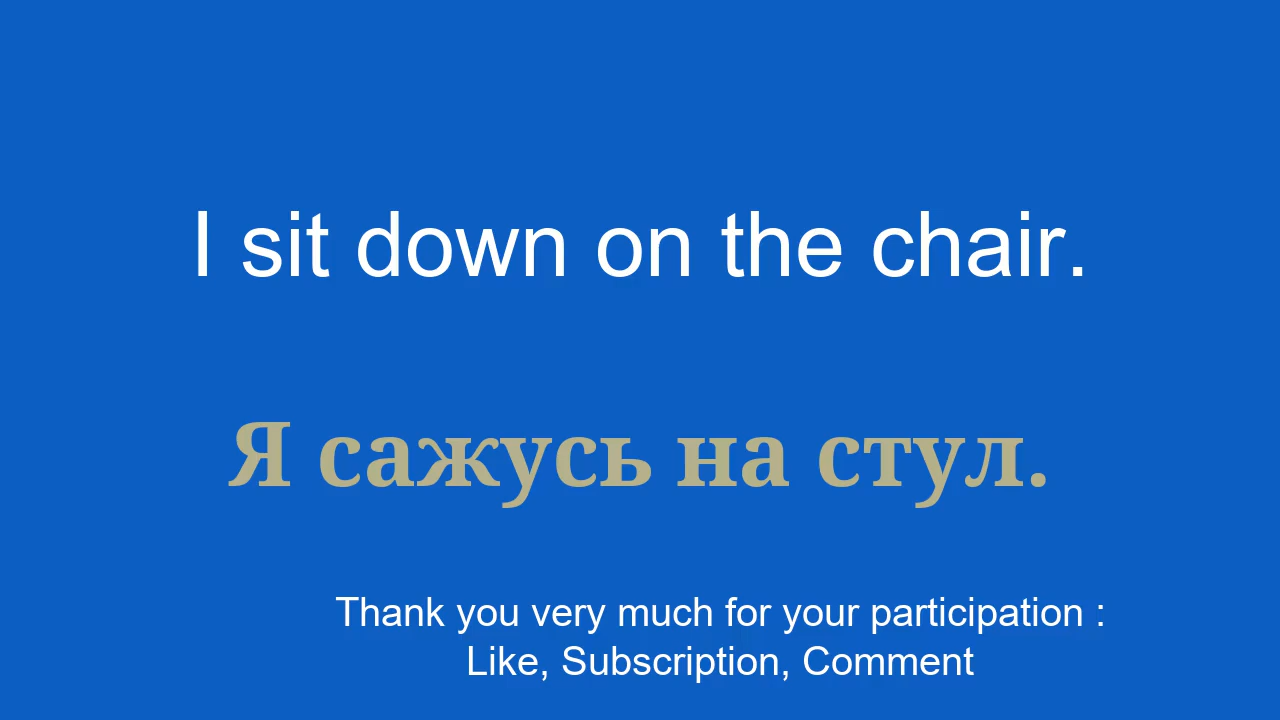 I sit down on the chair.
Я сажусь на стул.
Thank you very much for your participation :
Like, Subscription, Comment